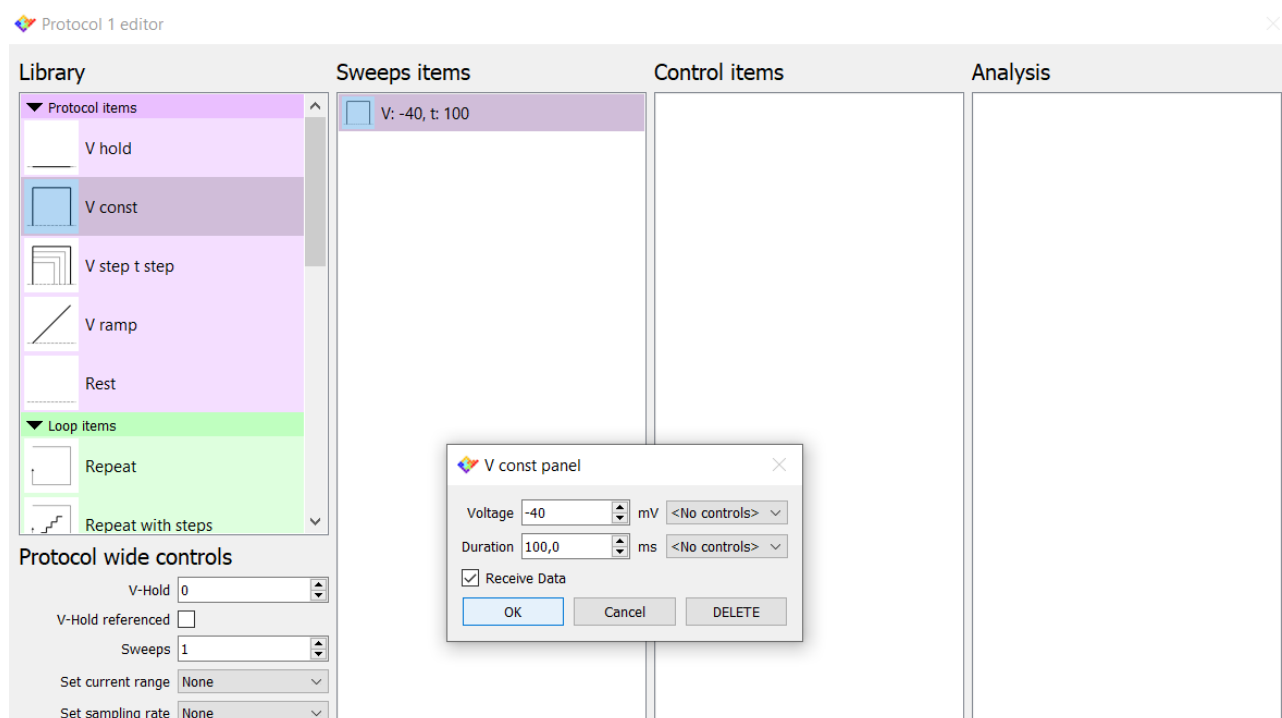 Protocol 1 editor
Library
Sweeps items
Control items
Analysis
Protocol items
V hold
V const
V step t step
V ramp
Rest
Loop items
Repeat
Repeat with steps
V: -40, t: 100
V const panel
Voltage -40 mV <No controls>
Duration 100,0 ms <No controls>
Receive Data
OK Cancel DELETE
Protocol wide controls
V-Hold 0
V-Hold referenced
Sweeps 1
Set current range None
Set sampling rate None